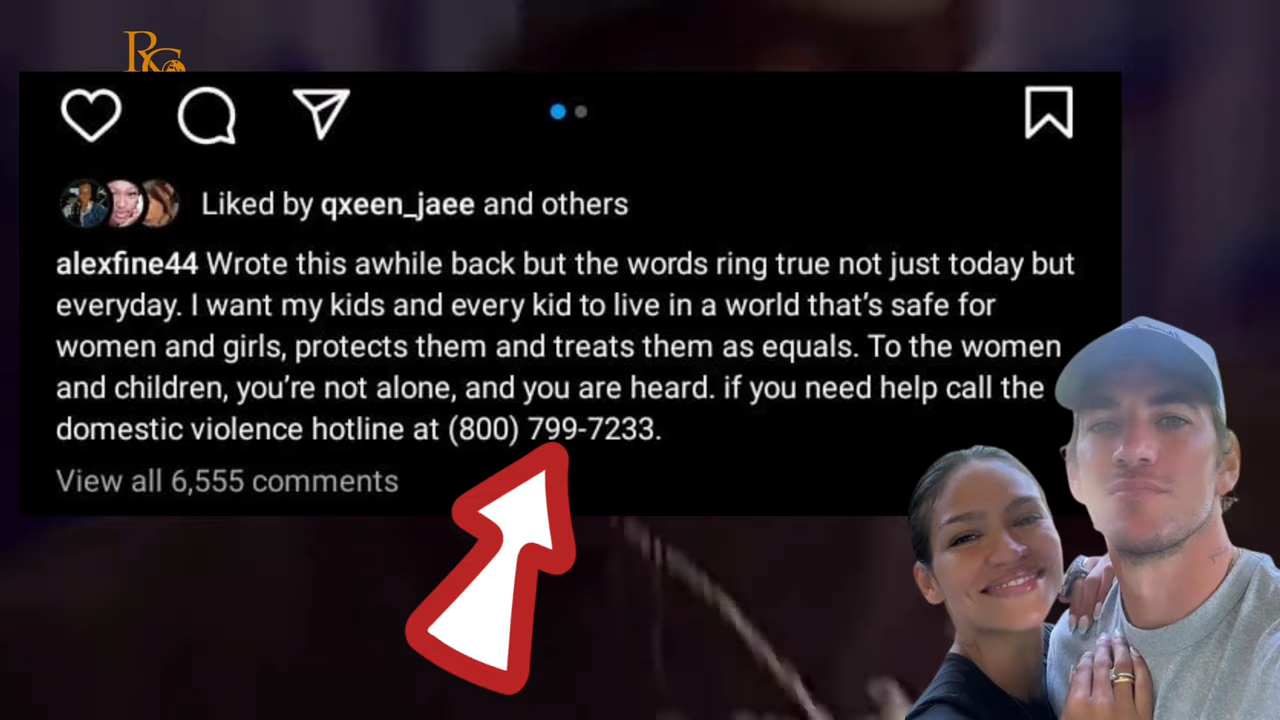 RG
Liked by qxeen_jaee and others
alexfine44 Wrote this awhile back but the words ring true not just today but
everyday. I want my kids and every kid to live in a world that's safe for
women and girls, protects them and treats them as equals. To the women
and children, you're not alone, and you are heard. if you need help call the
domestic violence hotline at (800) 799-7233.
View all 6,555 comments